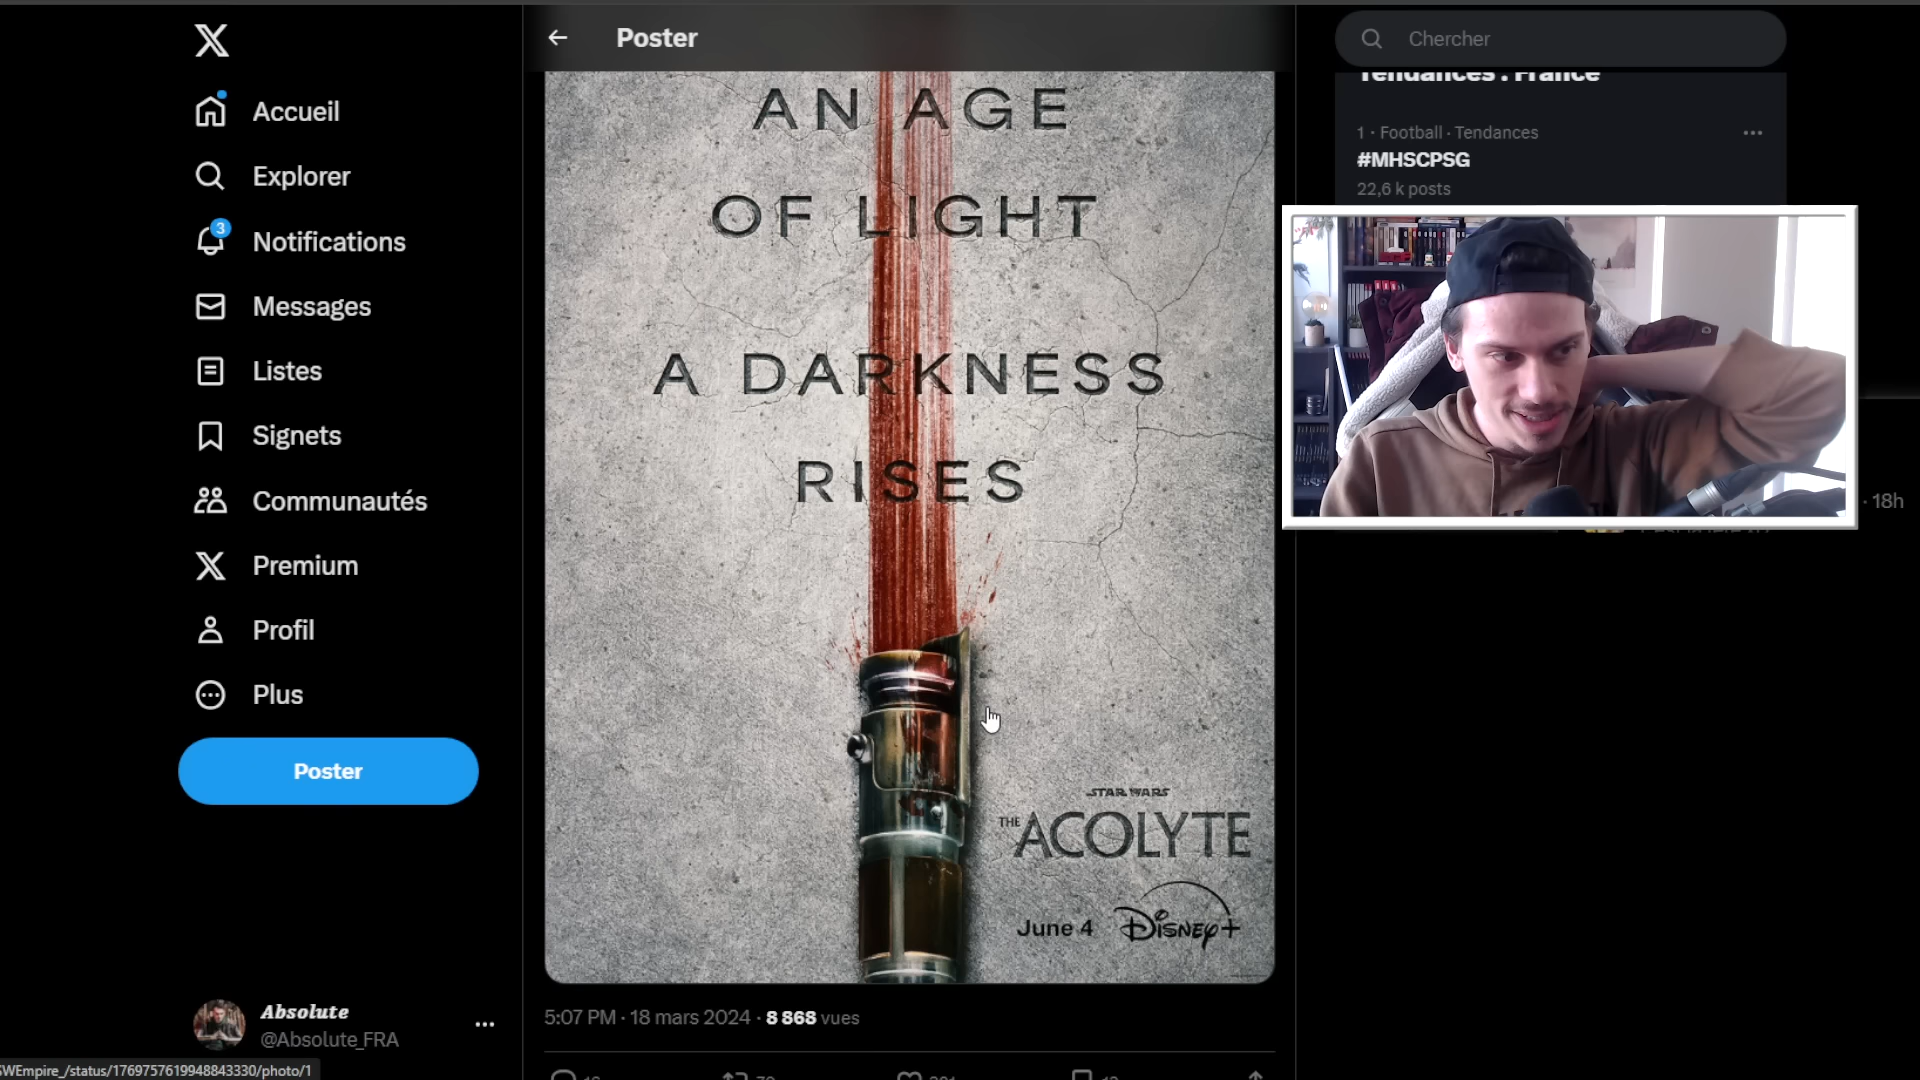 Accueil
Explorer
3
Notifications
Messages
Listes
Signets
Communautés
Premium
Profil
Plus
Poster
Absolute
@Absolute_FRA
SWEmpire_/status/1769757619948843330/photo/1
Poster
AN AGE
OF LIGHT
A DARKNESS
RISES
STAR WARS
THE ACOLYTE
June 4 Disney+
5:07 PM · 18 mars 2024 · 8 868 vues
Chercher
Tendances : France
1 · Football · Tendances
#MHSCPSG
22,6 k posts
· 18h